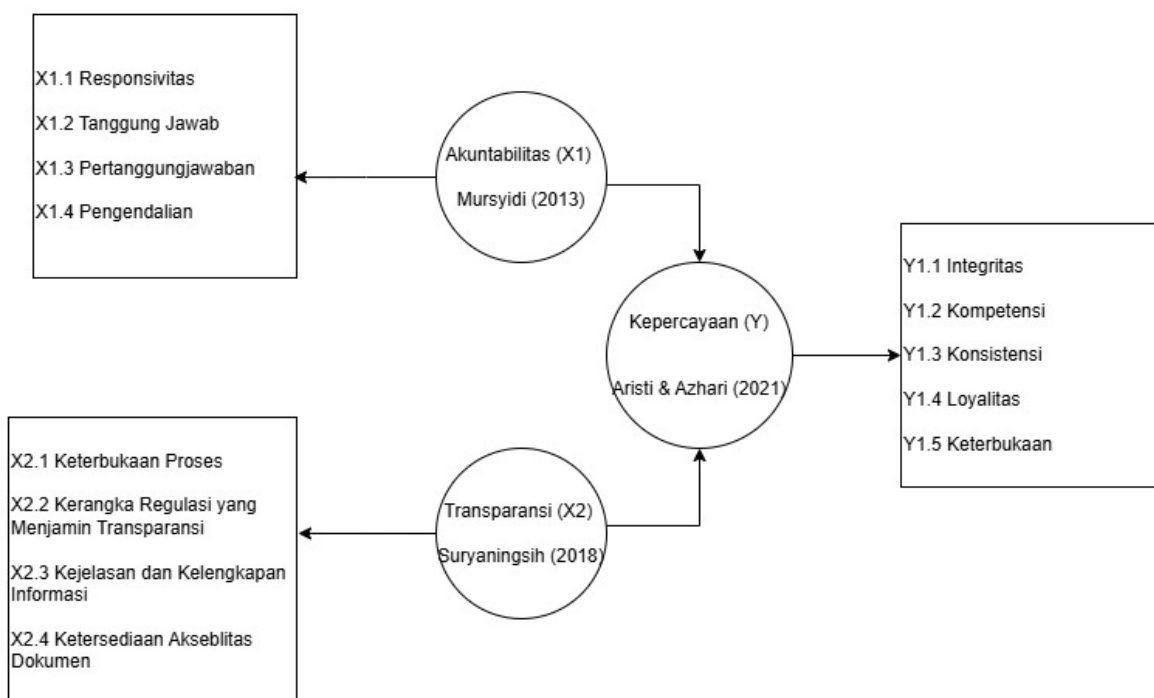 X1.1 Responsivitas
X1.2 Tanggung Jawab
X1.3 Pertanggungjawaban
X1.4 Pengendalian
Akuntabilitas (X1)
Mursyidi (2013)
Kepercayaan (Y)
Aristi & Azhari (2021)
Y1.1 Integritas
Y1.2 Kompetensi
Y1.3 Konsistensi
Y1.4 Loyalitas
Y1.5 Keterbukaan
X2.1 Keterbukaan Proses
X2.2 Kerangka Regulasi yang
Menjamin Transparansi
X2.3 Kejelasan dan Kelengkapan
Informasi
X2.4 Ketersediaan Akseblitas
Dokumen
Transparansi (X2)
Suryaningsih (2018)